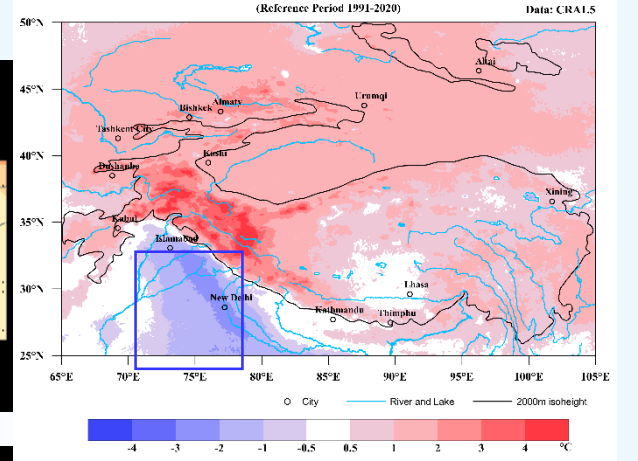 (Reference Period 1991-2020)
Data: CRA1.5
50°N
Altai
45°N
Urumqi
Almaty
Bishkek
Tashkent City
40°N
Kashi
Dushanbe
Xining
35°N
Kabul
Islamabad
30°N
Lhasa
New Delhi
Kathmandu
Thimphu
25°N
65°E 70°E 75°E 80°E 85°E 90°E 95°E 100°E 105°E
City River and Lake 2000m isoheight
-4 -3 -2 -1 -0.5 0.5 1 2 3 4 °C